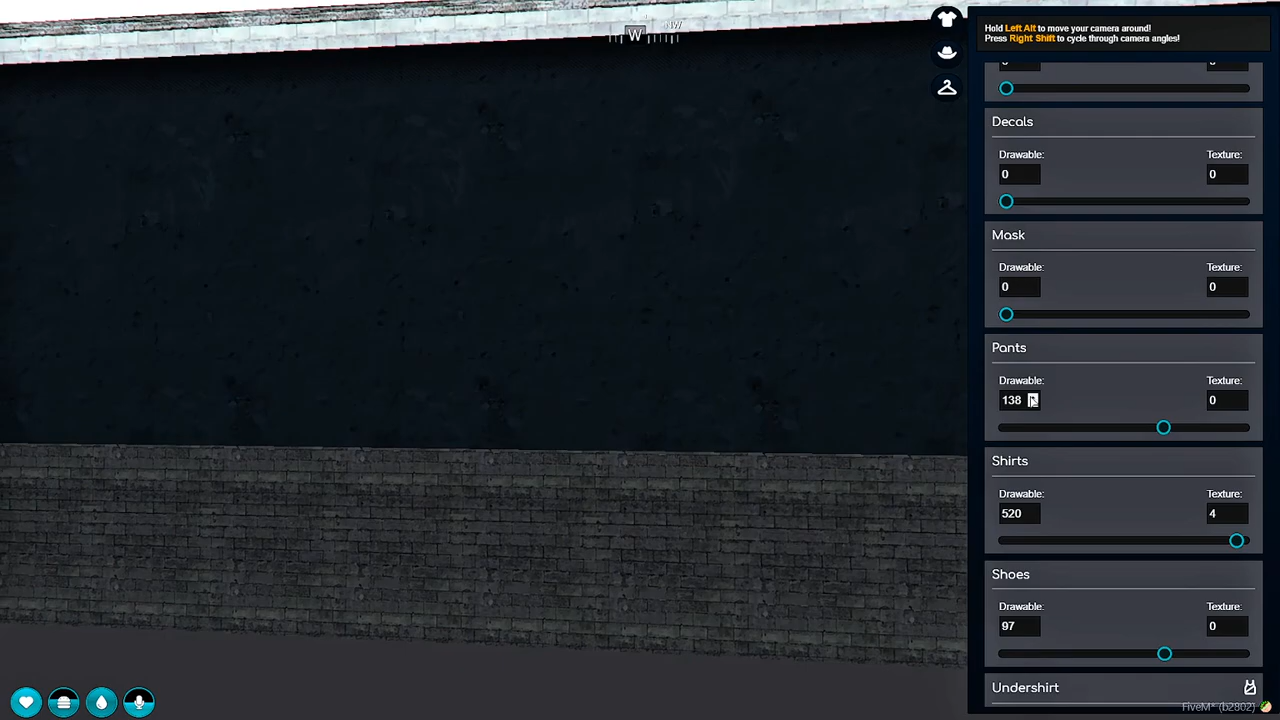 W
NW
Hold Left Alt to move your camera around!
Press Right Shift to cycle through camera angles!
Decals
Drawable:
Texture:
0
0
Mask
Drawable:
Texture:
0
0
Pants
Drawable:
Texture:
138
0
Shirts
Drawable:
Texture:
520
4
Shoes
Drawable:
Texture:
97
0
Undershirt
FiveM* (b2802)